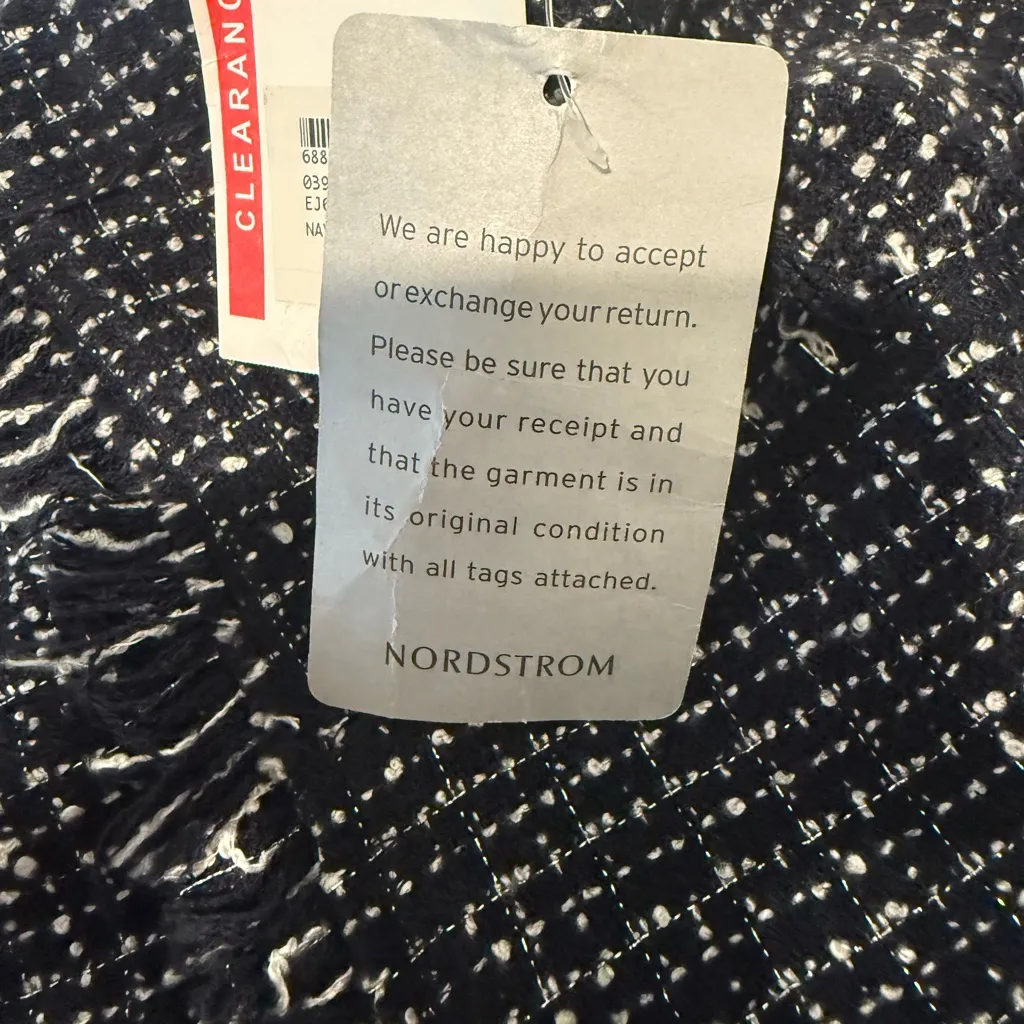 CLEARANC
688
039
EJ6
NAV
We are happy to accept
or exchange your return.
Please be sure that you
have your receipt and
that the garment is in
its original condition
with all tags attached.
NORDSTROM